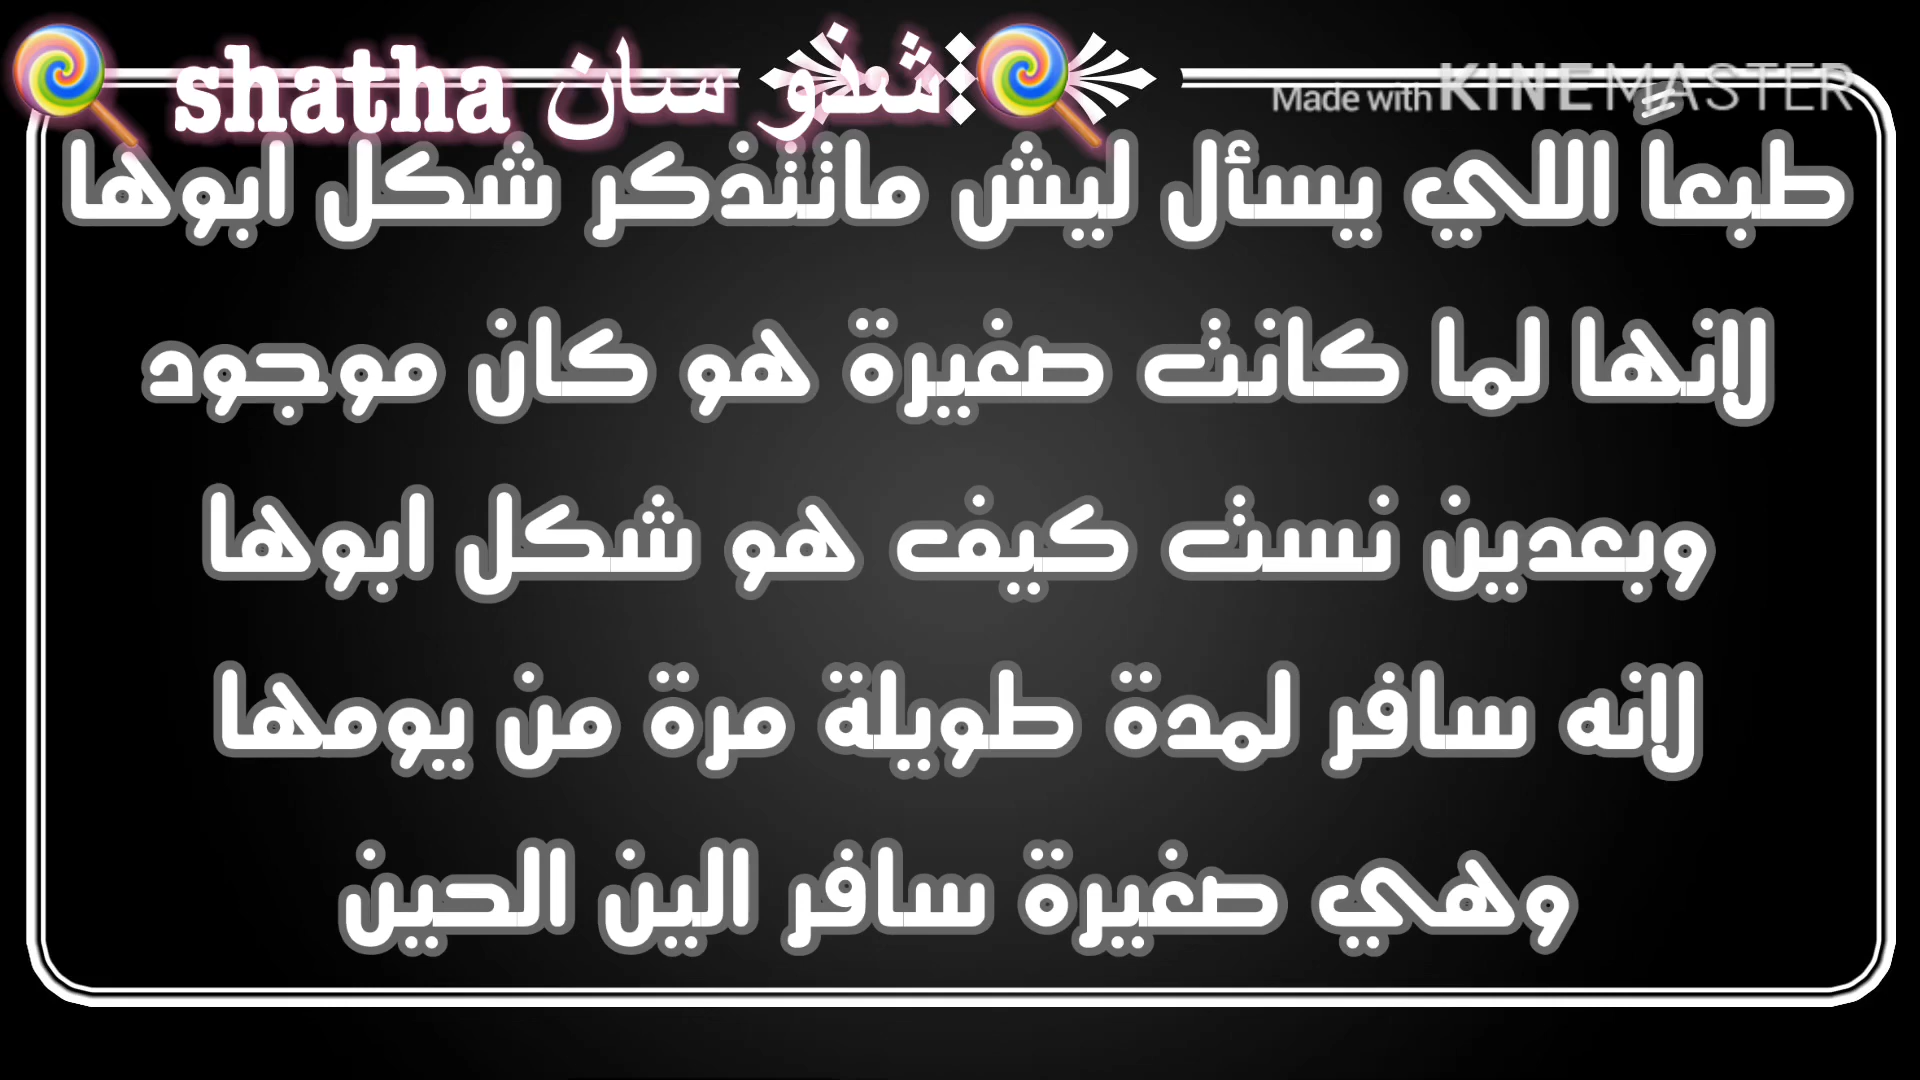 shatha شذو سان
Made with KINEMASTER
طبعاً اللي يسأل ليش ماتتذكر شكل ابوها
لانها لما كانت صغيرة هو كان موجود
وبعدين نست كيف هو شكل ابوها
لانه سافر لمدة طويلة مرة من يومها
وهي صغيرة سافر الين الحين